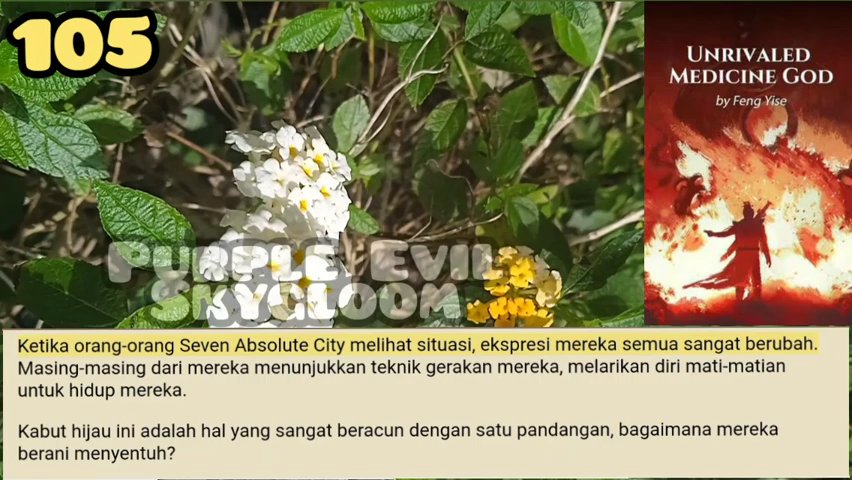 105
UNRIVALED
MEDICINE GOD
by Feng Yise
PURPLE EVIL
SKYGLOOM
Ketika orang-orang Seven Absolute City melihat situasi, ekspresi mereka semua sangat berubah.
Masing-masing dari mereka menunjukkan teknik gerakan mereka, melarikan diri mati-matian
untuk hidup mereka.
Kabut hijau ini adalah hal yang sangat beracun dengan satu pandangan, bagaimana mereka
berani menyentuh?